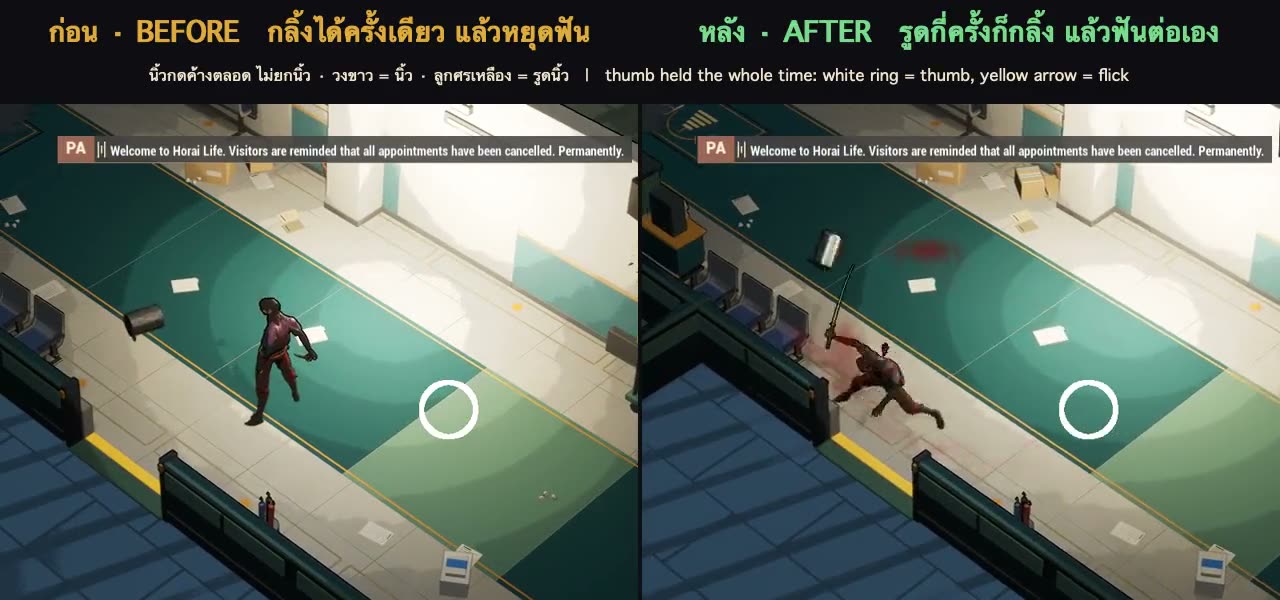 ก่อน · BEFORE กลิ้งได้ครั้งเดียว แล้วหยุดฟัน
หลัง · AFTER รูดกี่ครั้งก็กลิ้ง แล้วฟันต่อเอง
นิ้วกดค้างตลอด ไม่ยกนิ้ว · วงขาว = นิ้ว · ลูกศรเหลือง = รูดนิ้ว | thumb held the whole time: white ring = thumb, yellow arrow = flick
PA Welcome to Horai Life. Visitors are reminded that all appointments have been cancelled. Permanently.
PA Welcome to Horai Life. Visitors are reminded that all appointments have been cancelled. Permanently.